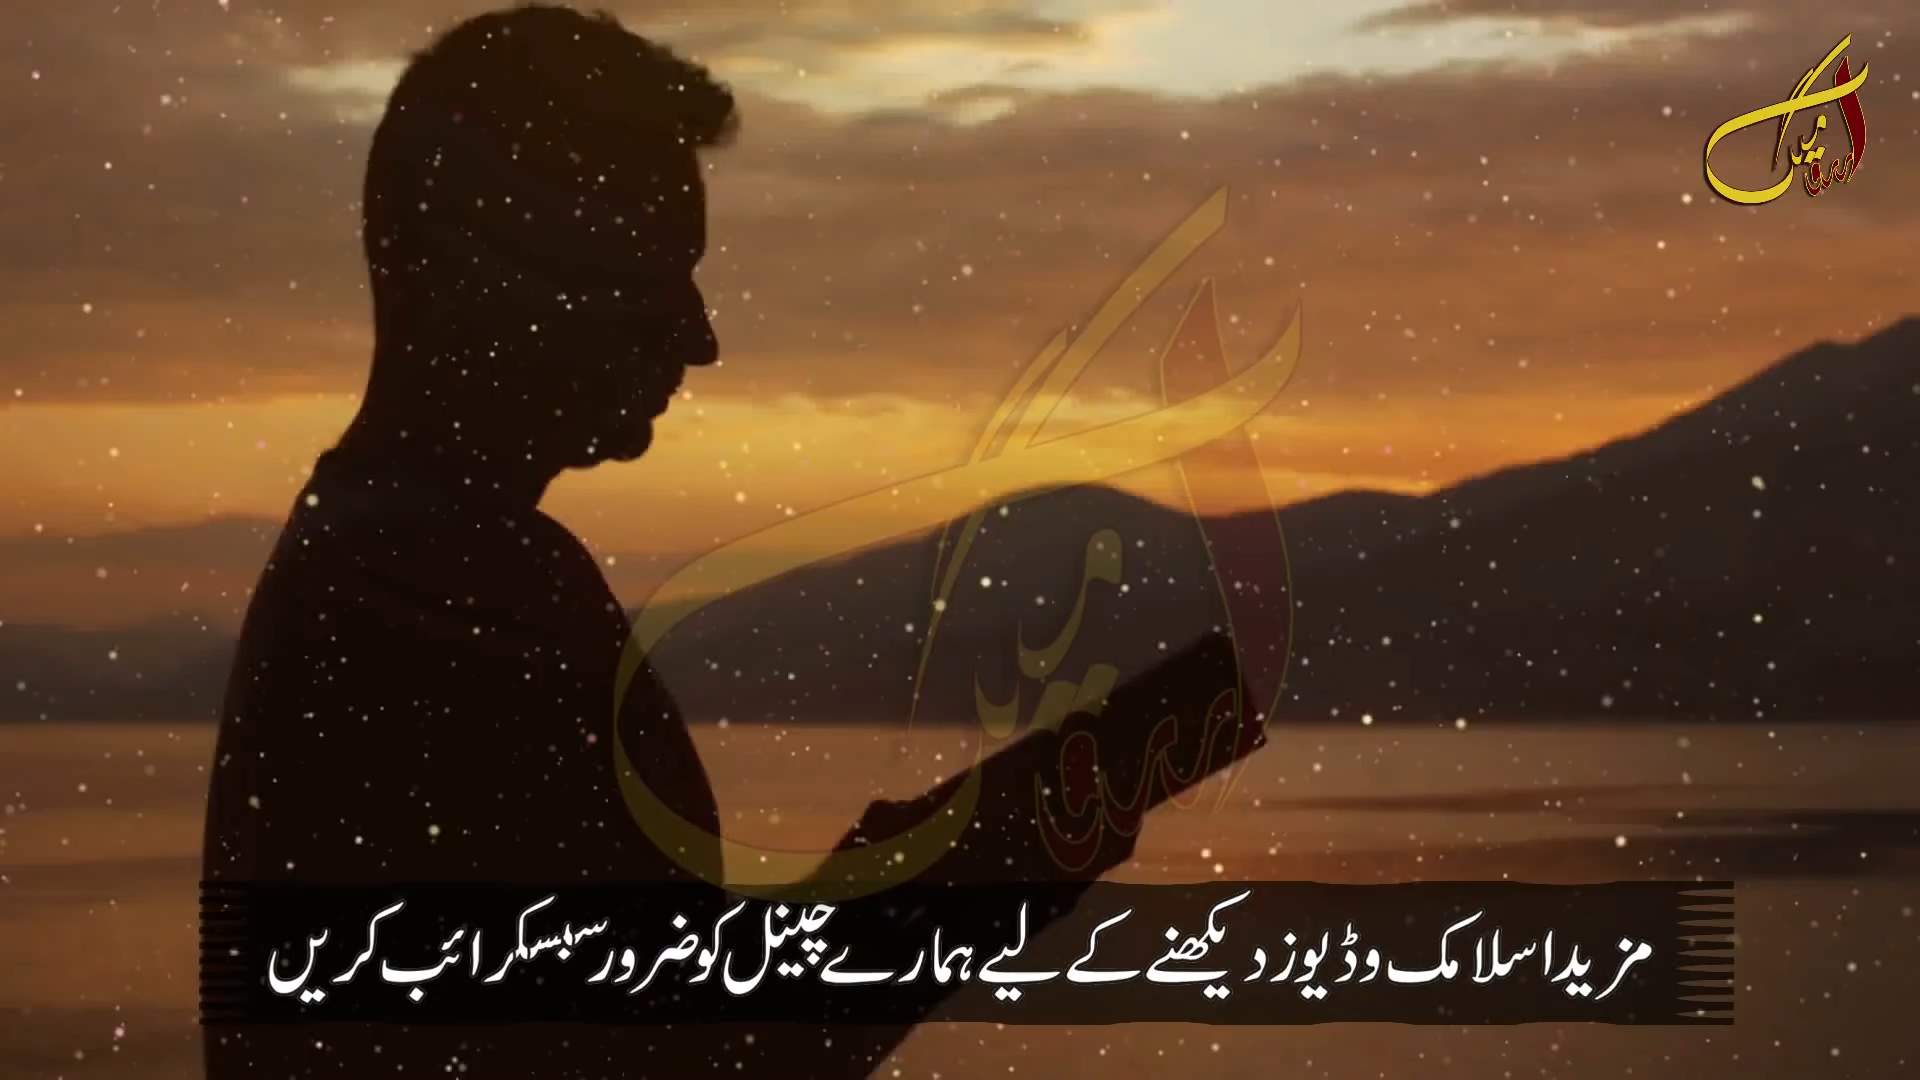 مزید اسلامک وڈیوز دیکھنے کے لیے ہمارے چینل کو ضرور سبسکرائب کریں